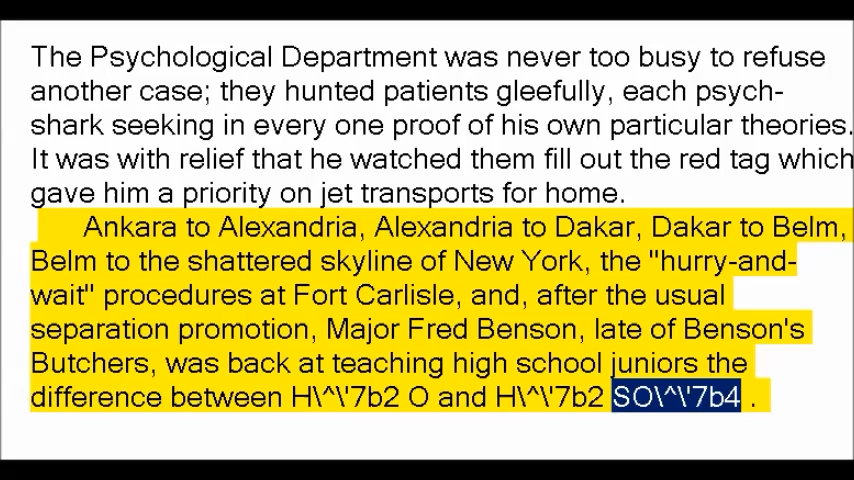 The Psychological Department was never too busy to refuse
another case; they hunted patients gleefully, each psych-
shark seeking in every one proof of his own particular theories.
It was with relief that he watched them fill out the red tag which
gave him a priority on jet transports for home.
Ankara to Alexandria, Alexandria to Dakar, Dakar to Belm,
Belm to the shattered skyline of New York, the "hurry-and-
wait" procedures at Fort Carlisle, and, after the usual
separation promotion, Major Fred Benson, late of Benson's
Butchers, was back at teaching high school juniors the
difference between H\^\'7b2 O and H\^\'7b2 SO\^\'7b4 .